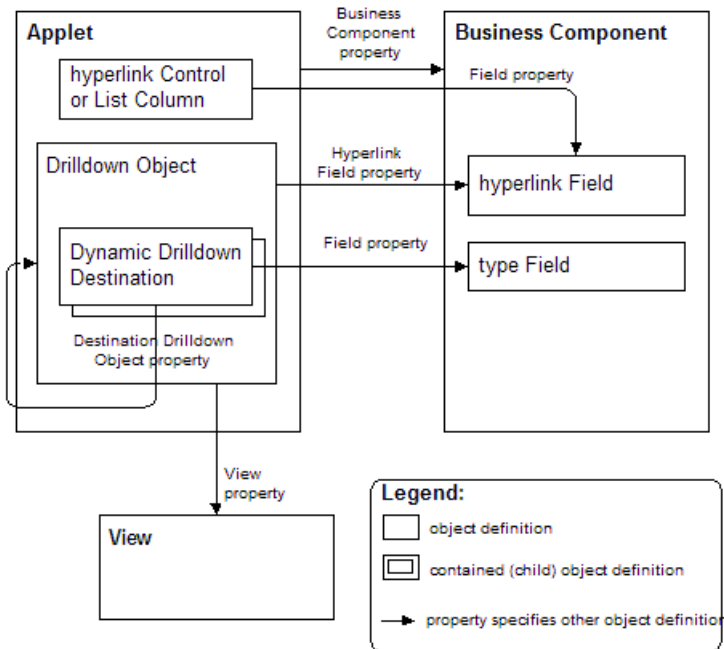 Applet
Business
Component
property
Business Component
hyperlink Control
or List Column
Field property
Drilldown Object
Hyperlink
Field property
hyperlink Field
Dynamic Drilldown
Destination
Field property
type Field
Destination Drilldown
Object property
View
property
View
Legend:
object definition
contained (child) object definition
property specifies other object definition